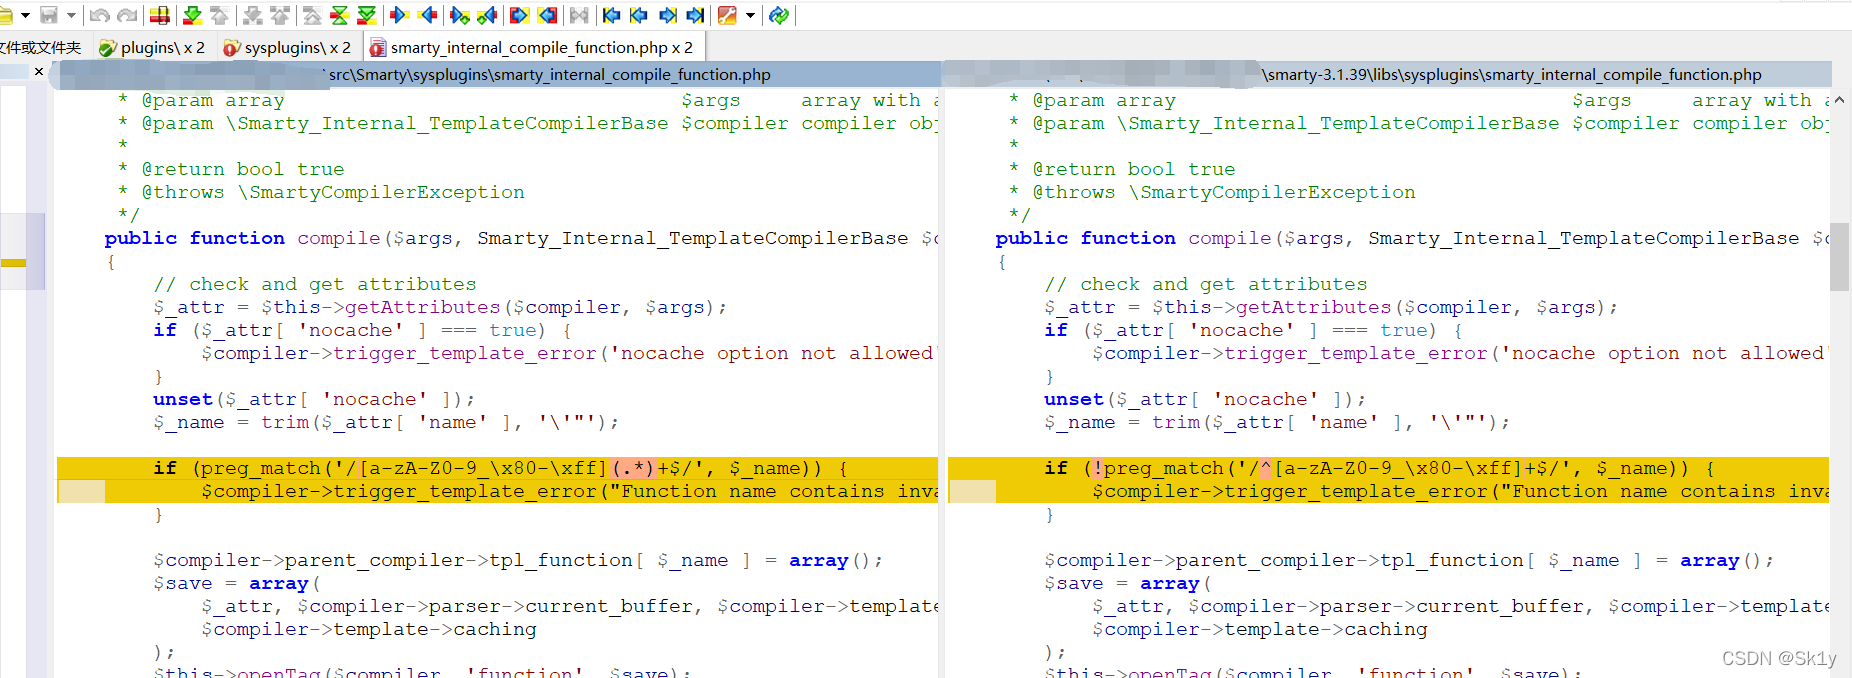 文件或文件夹 plugins\ x 2 sysplugins\ x 2 smarty_internal_compile_function.php x 2
\src\Smarty\sysplugins\smarty_internal_compile_function.php
* @param array $args array with
* @param \Smarty_Internal_TemplateCompilerBase $compiler compiler obj
*
* @return bool true
* @throws \SmartyCompilerException
*/
public function compile($args, Smarty_Internal_TemplateCompilerBase $c
{
// check and get attributes
$_attr = $this->getAttributes($compiler, $args);
if ($_attr[ 'nocache' ] === true) {
$compiler->trigger_template_error('nocache option not allowed'
}
unset($_attr[ 'nocache' ]);
$_name = trim($_attr[ 'name' ], '\'"');
if (preg_match('/[a-zA-Z0-9_\x80-\xff](.*)+$/', $_name)) {
$compiler->trigger_template_error("Function name contains inva
}
$compiler->parent_compiler->tpl_function[ $_name ] = array();
$save = array(
$_attr, $compiler->parser->current_buffer, $compiler->template
$compiler->template->caching
);
$this->openTag($compiler, 'function', $save);
\smarty-3.1.39\libs\sysplugins\smarty_internal_compile_function.php
* @param array $args array with
* @param \Smarty_Internal_TemplateCompilerBase $compiler compiler obj
*
* @return bool true
* @throws \SmartyCompilerException
*/
public function compile($args, Smarty_Internal_TemplateCompilerBase $c
{
// check and get attributes
$_attr = $this->getAttributes($compiler, $args);
if ($_attr[ 'nocache' ] === true) {
$compiler->trigger_template_error('nocache option not allowed'
}
unset($_attr[ 'nocache' ]);
$_name = trim($_attr[ 'name' ], '\'"');
if (!preg_match('/^[a-zA-Z0-9_\x80-\xff]+$/', $_name)) {
$compiler->trigger_template_error("Function name contains inva
}
$compiler->parent_compiler->tpl_function[ $_name ] = array();
$save = array(
$_attr, $compiler->parser->current_buffer, $compiler->template
$compiler->template->caching
);
$this->openTag($compiler, 'function', $save);
CSDN @Sk1y